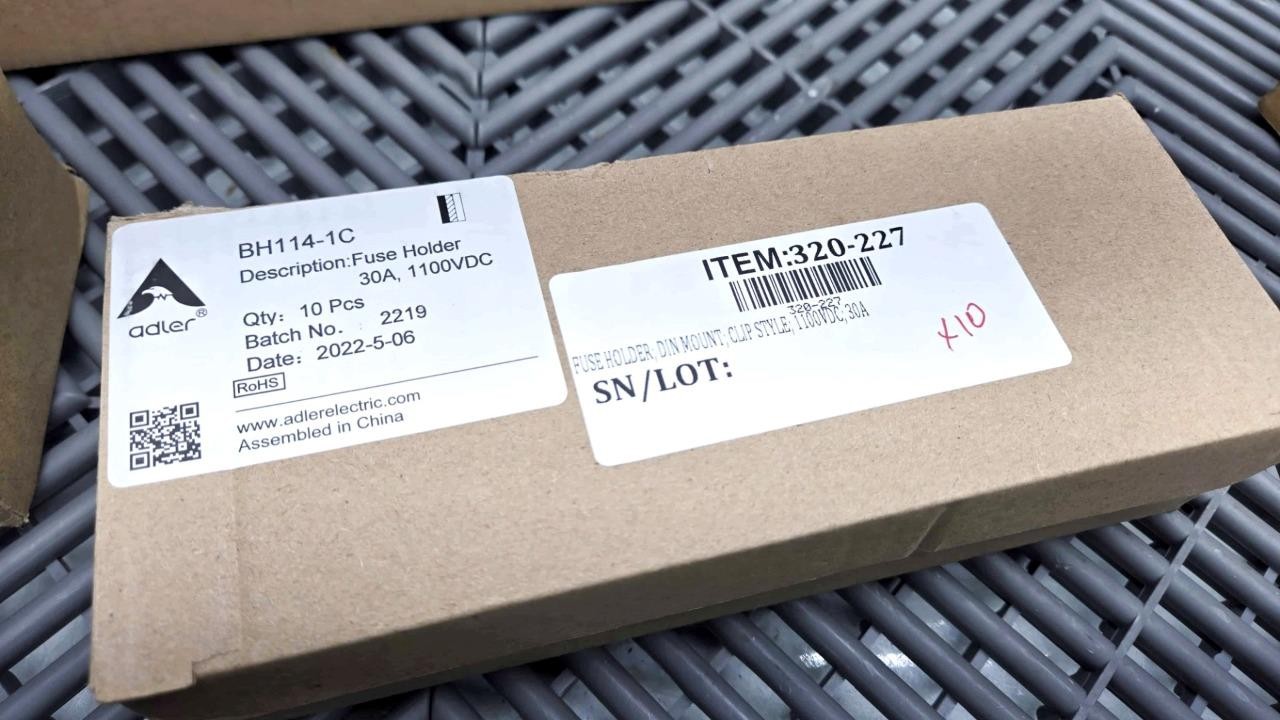 BH114-1C
Description:Fuse Holder
30A, 1100VDC
Qty: 10 Pcs
Batch No. 2219
Date: 2022-5-06
RoHS
www.adlerelectric.com
Assembled in China
adler®
ITEM:320-227
320-227
FUSE HOLDER, DIN MOUNT, CLIP STYLE, 1100VDC, 30A
SN/LOT:
x10